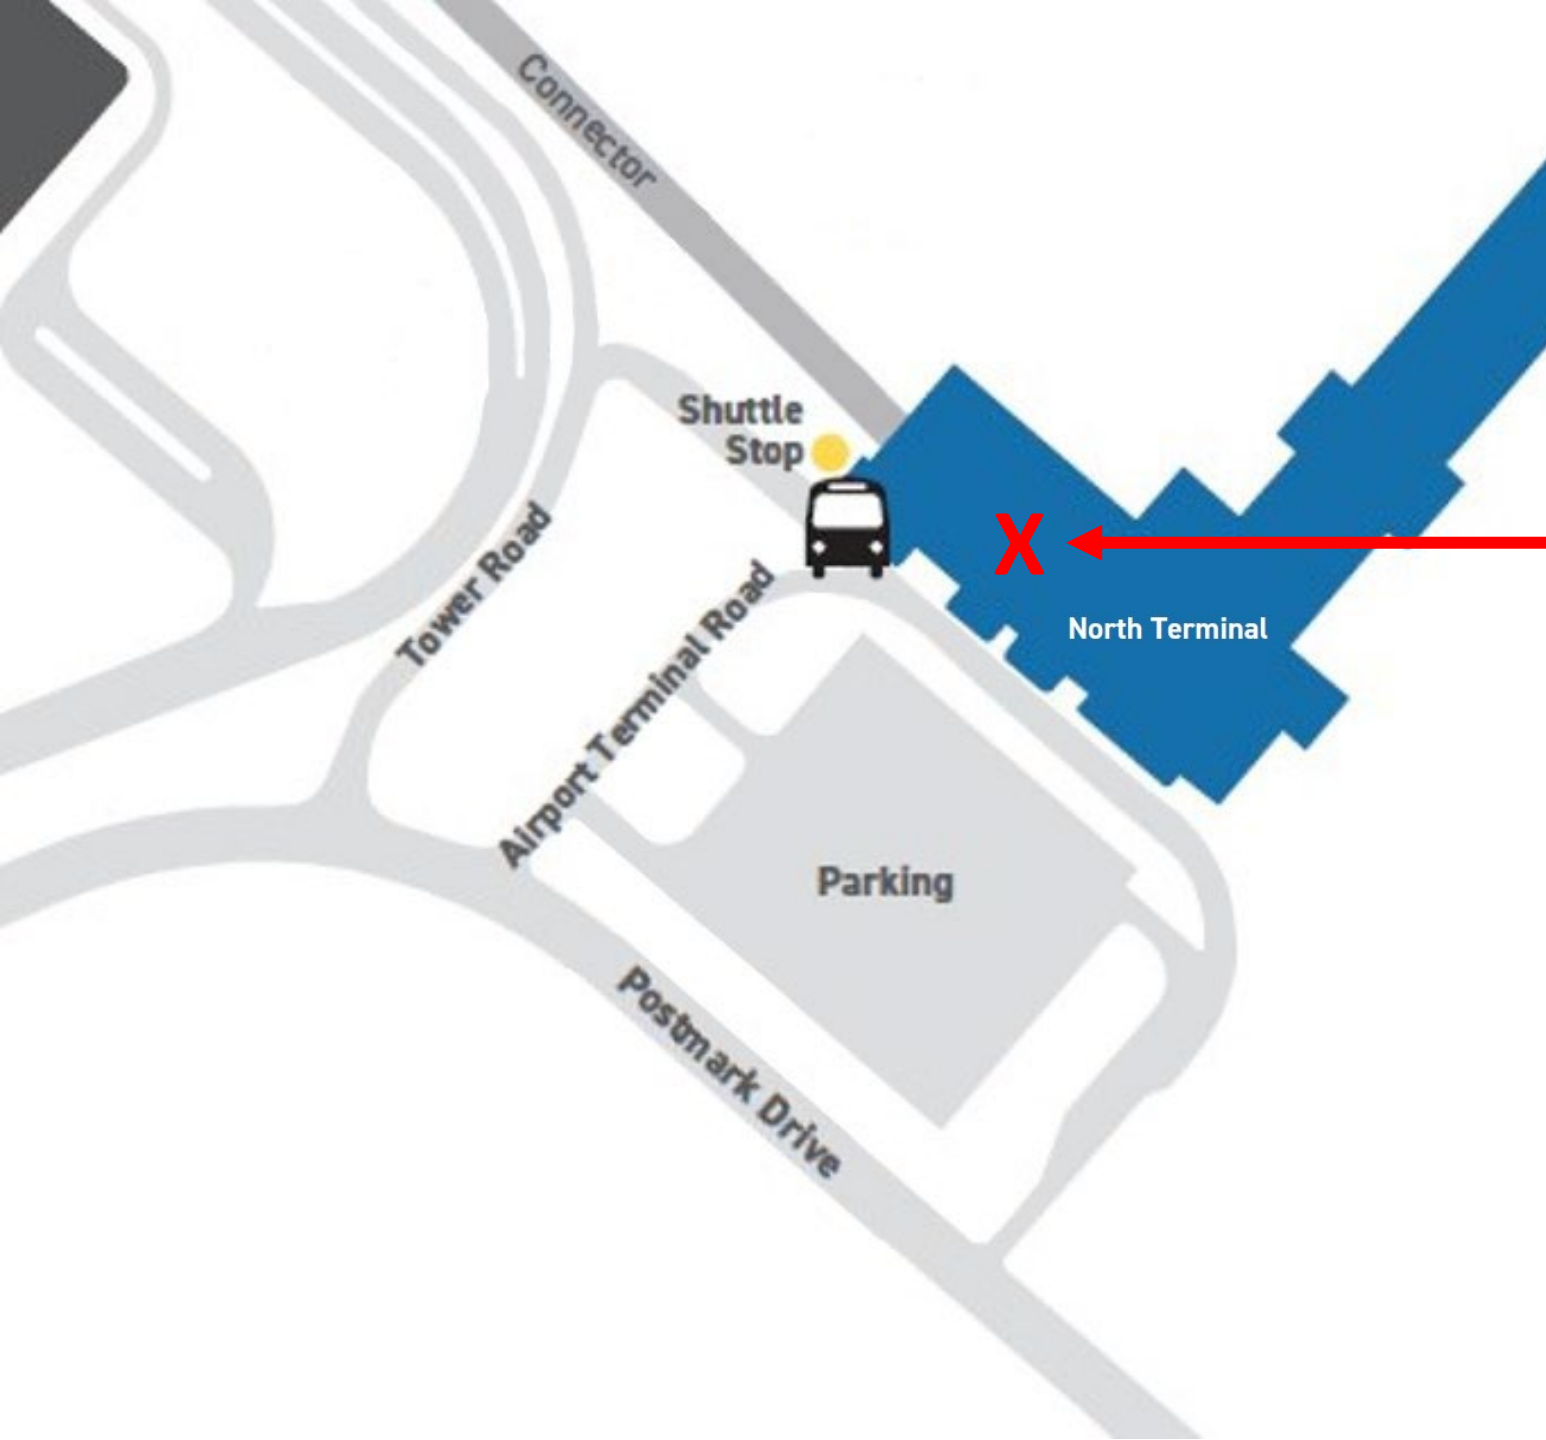 Connector
Shuttle
Stop
X
Tower Road
Airport Terminal Road
North Terminal
Parking
Postmark Drive